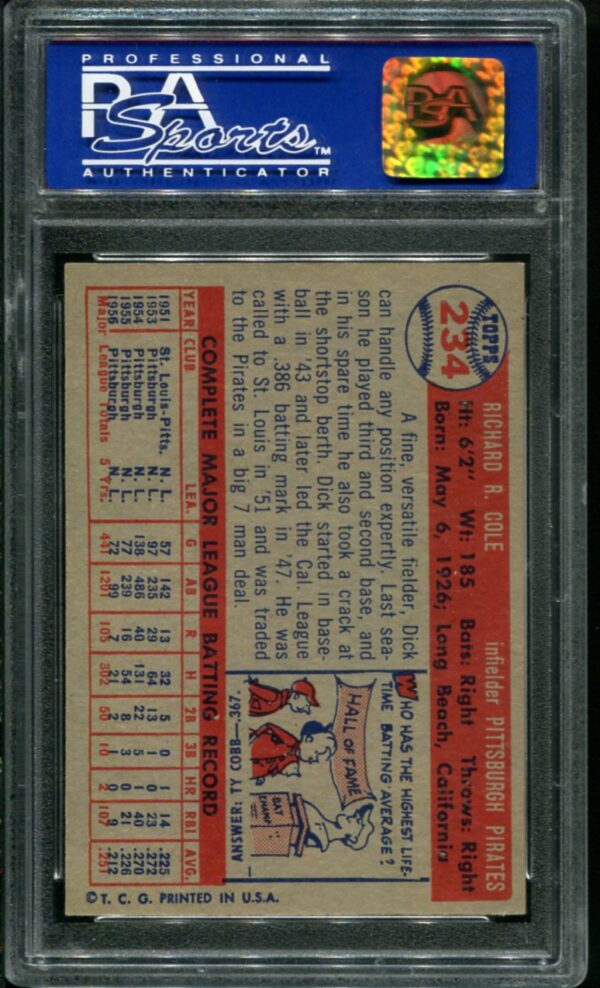 PROFESSIONAL
PSA
Sports™
AUTHENTICATOR
PSA
TOPPS
234
RICHARD R. COLE infielder PITTSBURGH PIRATES
Ht: 6'2" Wt: 185 Bats: Right Throws: Right
Born: May 6, 1926; Long Beach, California
A fine, versatile fielder, Dick
can handle any position expertly. Last sea-
son he played third and second base, and
in his spare time he also took a crack at
the shortstop berth. Dick started in base-
ball in '43 and later led the Cal. League
with a .386 batting mark in '47. He was
called to St. Louis in '51 and was traded
to the Pirates in a big 7 man deal.
WHO HAS THE HIGHEST LIFE-
TIME BATTING AVERAGE?
HALL OF FAME
BAT
CHUMP
ANSWER: TY COBB—.367.
COMPLETE MAJOR LEAGUE BATTING RECORD
YEAR CLUB LEA. G AB R H 2B 3B HR RBI AVG.
1951 St. Louis-Pitts. N. L. 57 142 13 32 5 0 1 14 .225
1953 Pittsburgh N. L. 97 235 29 64 13 1 0 23 .272
1954 Pittsburgh N. L. 138 486 40 131 22 5 1 40 .270
1955 Pittsburgh N. L. 77 239 16 54 8 3 0 21 .226
1956 Pittsburgh N. L. 72 99 7 21 2 1 0 9 .212
Major League Totals 5 Yrs. 441 1201 105 302 50 10 2 107 .251
© T. C. G. PRINTED IN U.S.A.